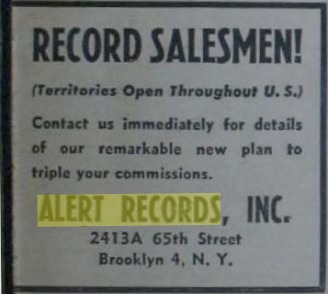 RECORD SALESMEN!
(Territories Open Throughout U. S.)
Contact us immediately for details
of our remarkable new plan to
triple your commissions.
ALERT RECORDS, INC.
2413A 65th Street
Brooklyn 4, N. Y.